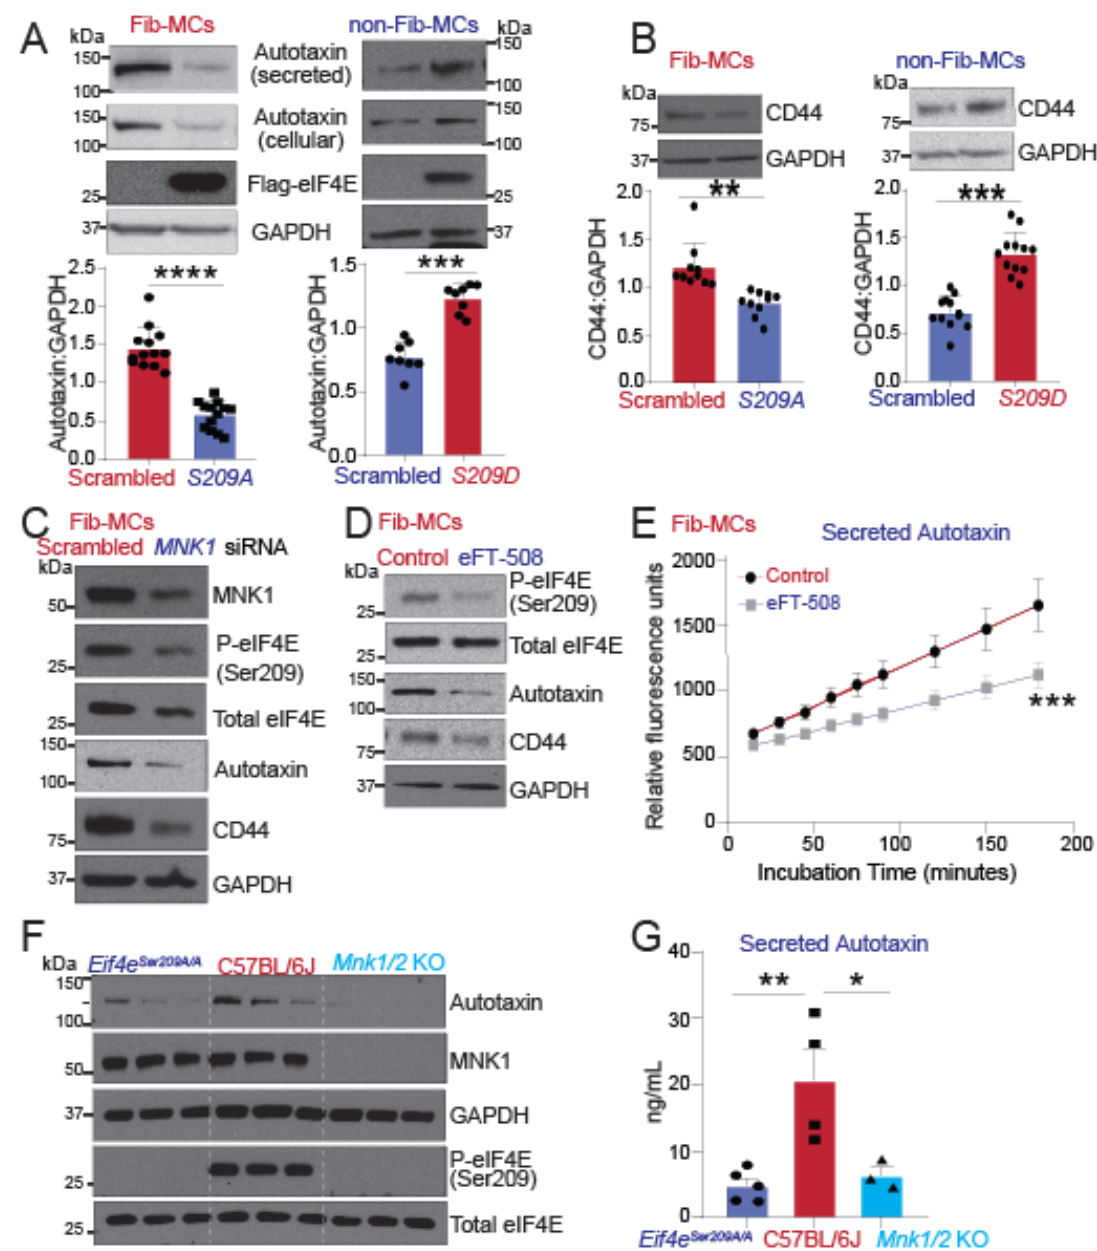 A
Fib-MCs
non-Fib-MCs
kDa
kDa
150
100
Autotaxin
(secreted)
150
100
150
100
Autotaxin
(cellular)
150
100
25
Flag-eIF4E
25
37
GAPDH
37
Autotaxin:GAPDH
2.5
2.0
1.5
1.0
0.5
0.0
****
Scrambled S209A
Autotaxin:GAPDH
1.5
1.0
0.5
0.0
***
Scrambled S209D
B
Fib-MCs
non-Fib-MCs
kDa
75
CD44
37
GAPDH
kDa
75
CD44
37
GAPDH
CD44:GAPDH
2.0
1.5
1.0
0.5
0.0
**
Scrambled S209A
CD44:GAPDH
2.0
1.5
1.0
0.5
0.0
***
Scrambled S209D
C
Fib-MCs
Scrambled MNK1 siRNA
kDa
50
MNK1
25
P-eIF4E
(Ser209)
25
Total eIF4E
150
100
Autotaxin
75
CD44
37
GAPDH
D
Fib-MCs
Control eFT-508
kDa
25
P-eIF4E
(Ser209)
25
Total eIF4E
150
100
Autotaxin
75
CD44
37
GAPDH
E
Fib-MCs
Secreted Autotaxin
Control
eFT-508
Relative fluorescence units
2000
1500
1000
500
0
***
0 50 100 150 200
Incubation Time (minutes)
F
kDa
Eif4eSer209A/A C57BL/6J Mnk1/2 KO
150
100
Autotaxin
50
MNK1
37
GAPDH
25
P-eIF4E
(Ser209)
25
Total eIF4E
G
Secreted Autotaxin
ng/mL
40
30
20
10
0
** *
Eif4eSer209A/A C57BL/6J Mnk1/2 KO